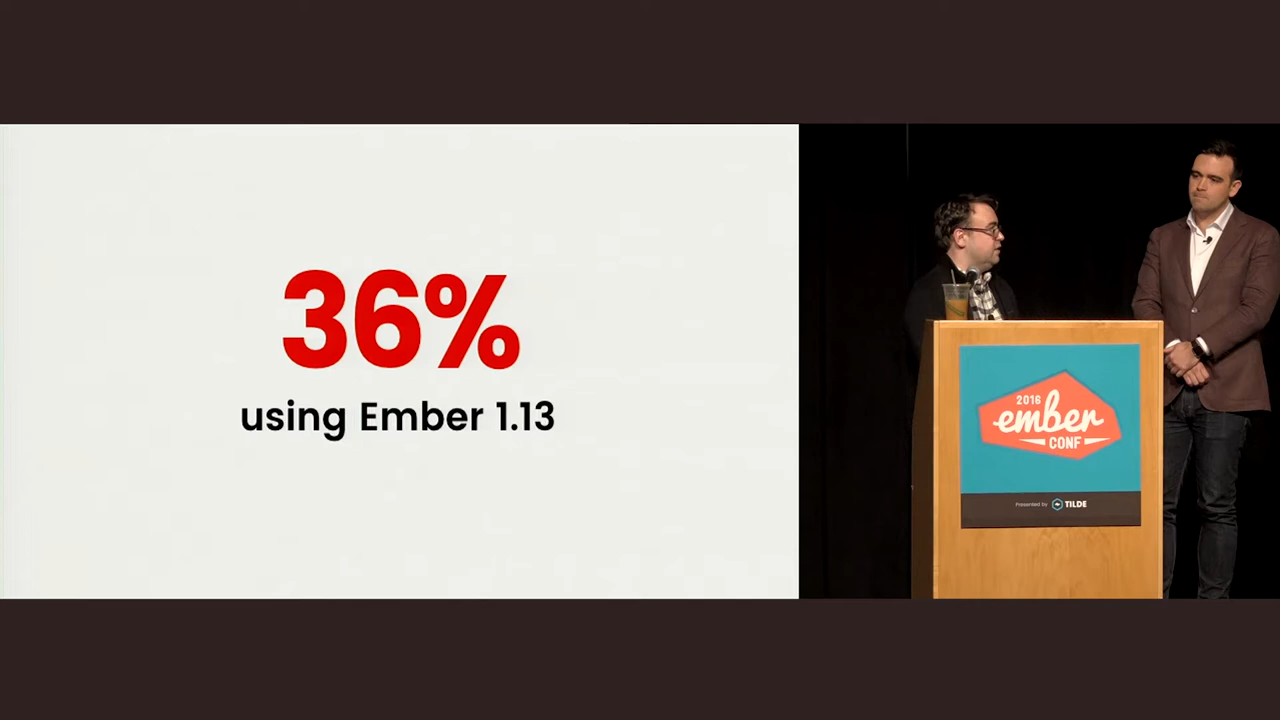 36%
using Ember 1.13
2016
ember
CONF
Presented by TILDE